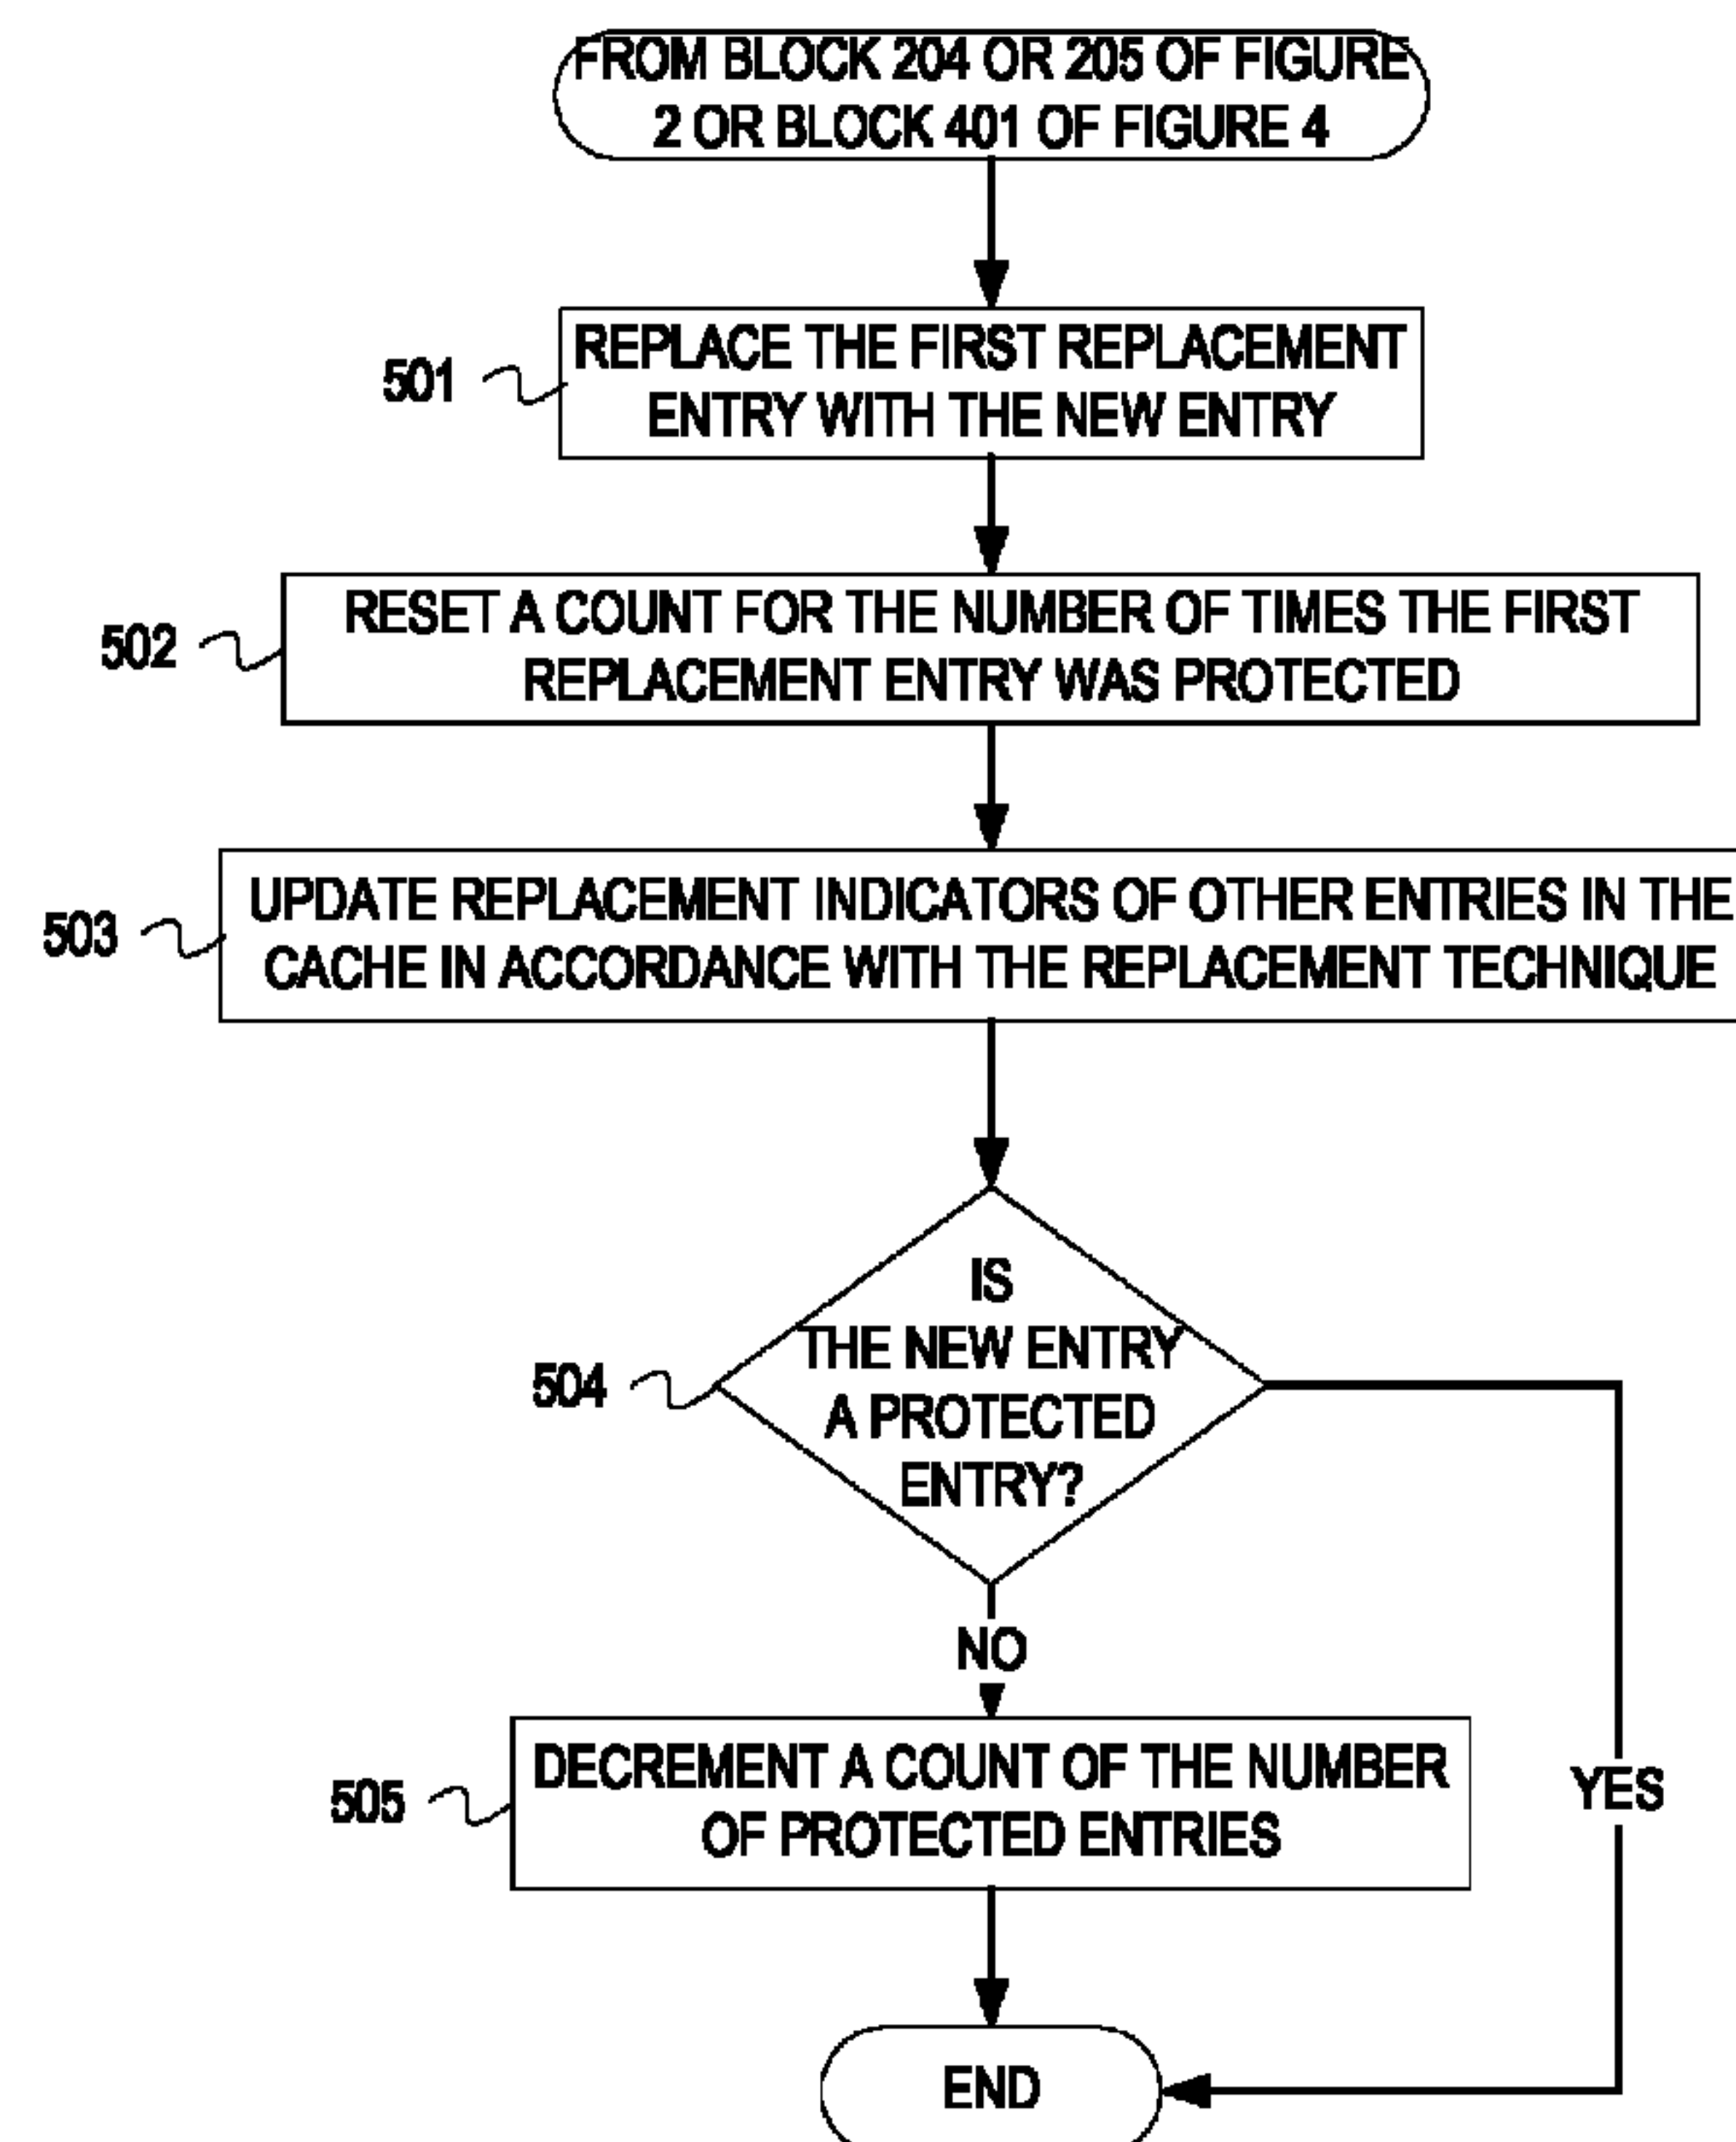 FROM BLOCK 204 OR 205 OF FIGURE
2 OR BLOCK 401 OF FIGURE 4
501
REPLACE THE FIRST REPLACEMENT
ENTRY WITH THE NEW ENTRY
502
RESET A COUNT FOR THE NUMBER OF TIMES THE FIRST
REPLACEMENT ENTRY WAS PROTECTED
503
UPDATE REPLACEMENT INDICATORS OF OTHER ENTRIES IN THE
CACHE IN ACCORDANCE WITH THE REPLACEMENT TECHNIQUE
504
IS
THE NEW ENTRY
A PROTECTED
ENTRY?
NO
YES
505
DECREMENT A COUNT OF THE NUMBER
OF PROTECTED ENTRIES
END